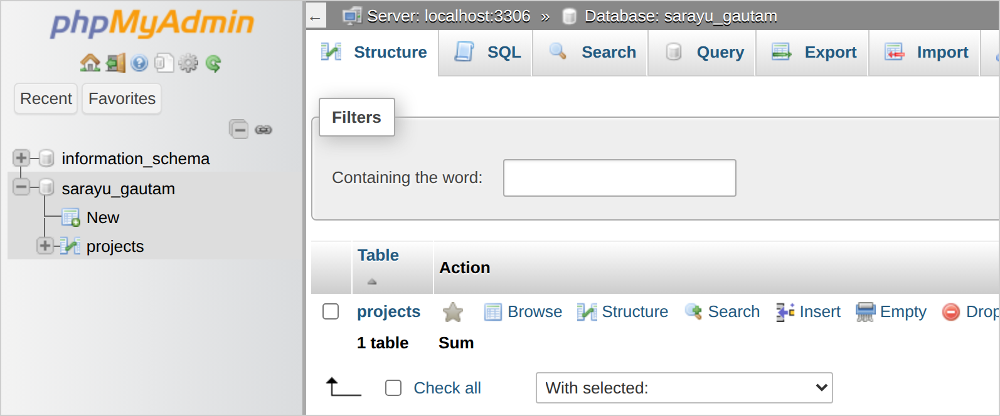 phpMyAdmin
Recent Favorites
information_schema
sarayu_gautam
New
projects
← Server: localhost:3306 » Database: sarayu_gautam
Structure SQL Search Query Export Import
Filters
Containing the word:
Table Action
projects Browse Structure Search Insert Empty Drop
1 table Sum
Check all With selected: